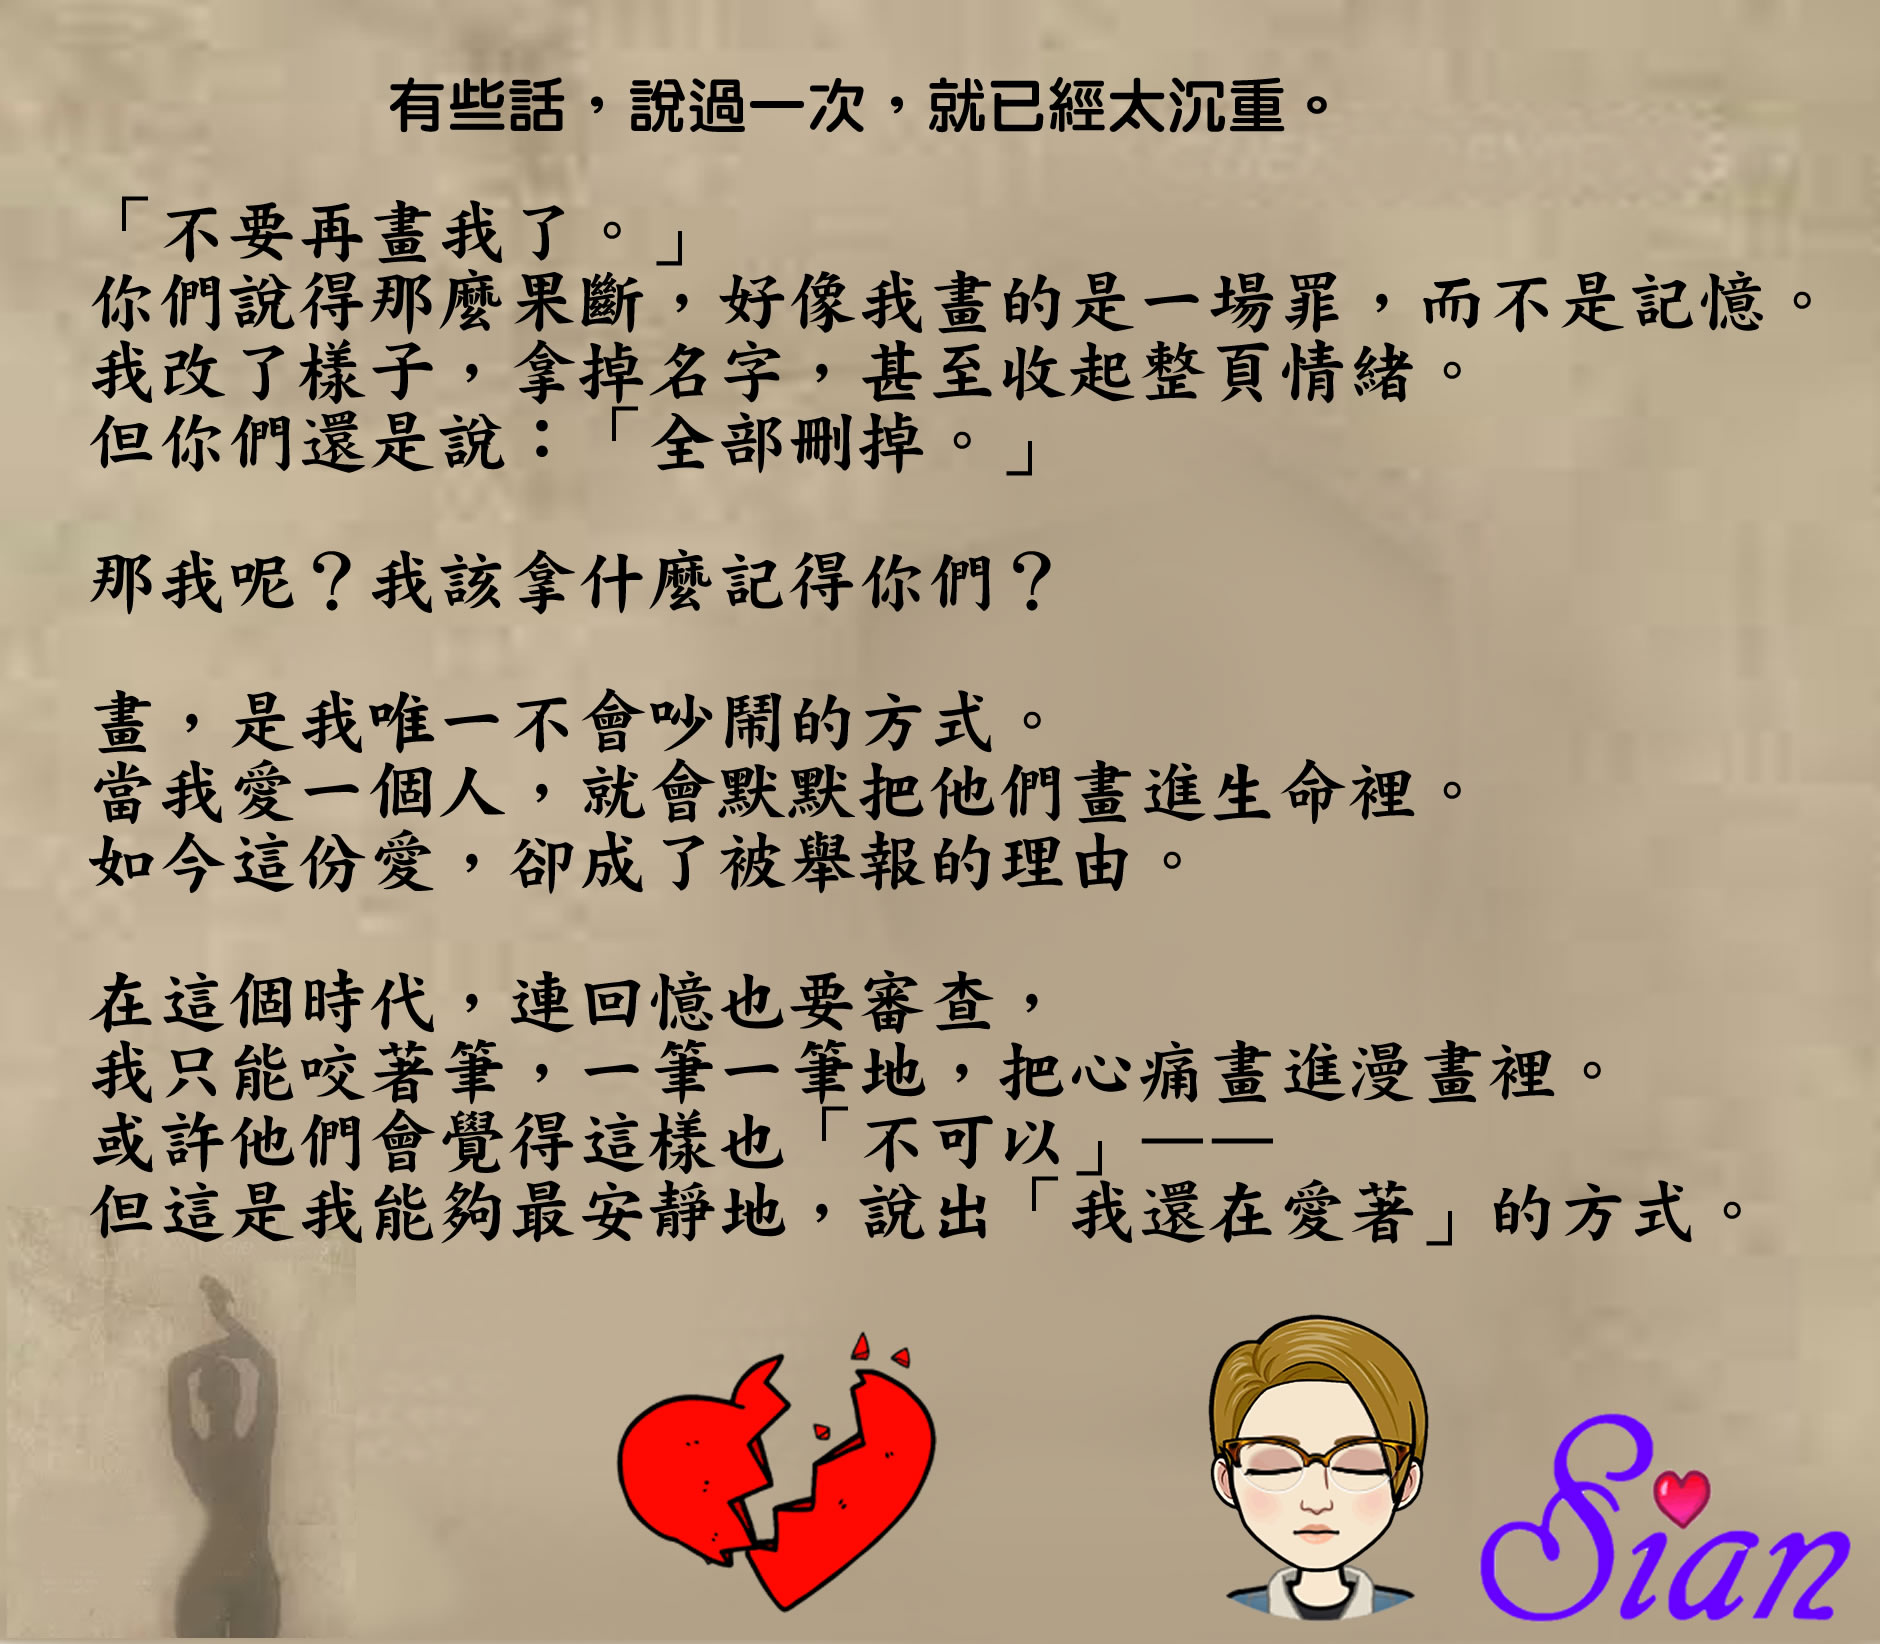 有些話，說過一次，就已經太沉重。
「不要再畫我了。」
你們說得那麼果斷，好像我畫的是一場罪，而不是記憶。
我改了樣子，拿掉名字，甚至收起整頁情緒。
但你們還是說：「全部刪掉。」
那我呢？我該拿什麼記得你們？
畫，是我唯一不會吵鬧的方式。
當我愛一個人，就會默默把他們畫進生命裡。
如今這份愛，卻成了被舉報的理由。
在這個時代，連回憶也要審查，
我只能咬著筆，一筆一筆地，把心痛畫進漫畫裡。
或許他們會覺得這樣也「不可以」——
但這是我能夠最安靜地，說出「我還在愛著」的方式。
Sian